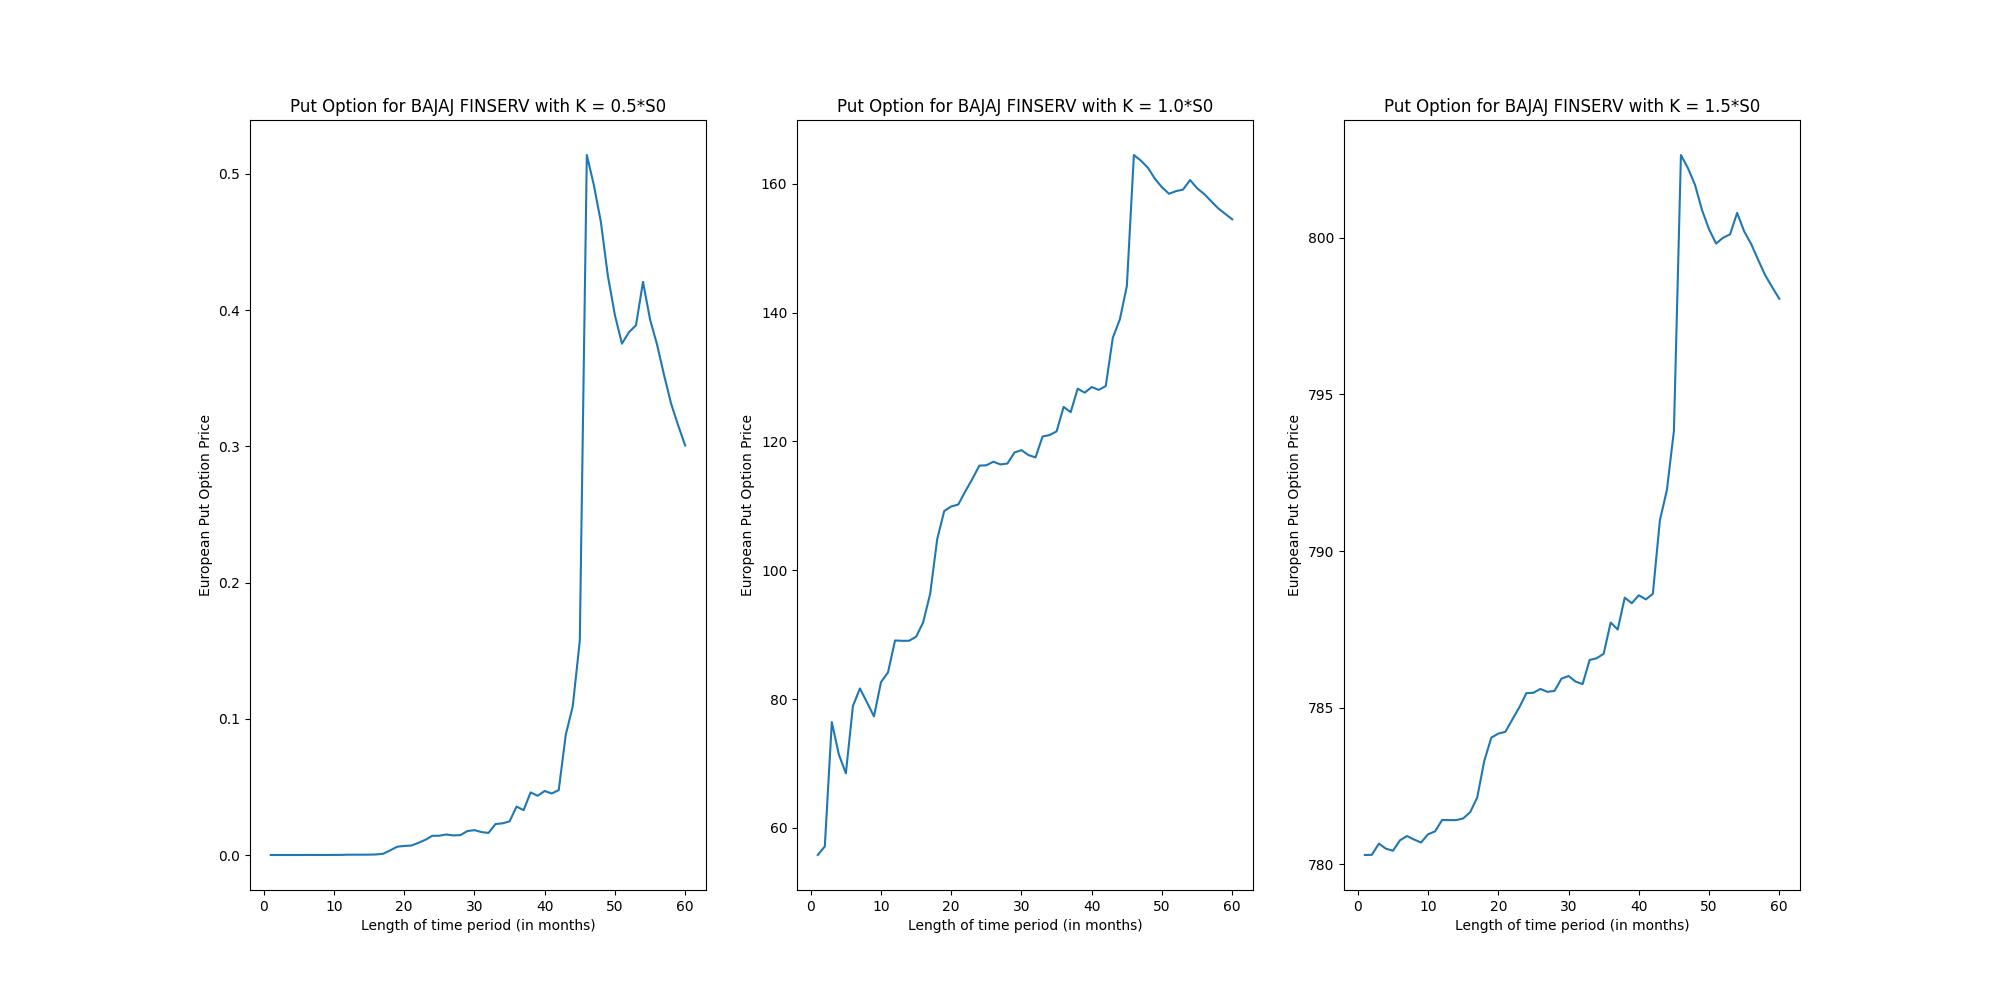 Put Option for BAJAJ FINSERV with K = 0.5*S0
European Put Option Price
0.5
0.4
0.3
0.2
0.1
0.0
0 10 20 30 40 50 60
Length of time period (in months)
Put Option for BAJAJ FINSERV with K = 1.0*S0
European Put Option Price
160
140
120
100
80
60
0 10 20 30 40 50 60
Length of time period (in months)
Put Option for BAJAJ FINSERV with K = 1.5*S0
European Put Option Price
800
795
790
785
780
0 10 20 30 40 50 60
Length of time period (in months)